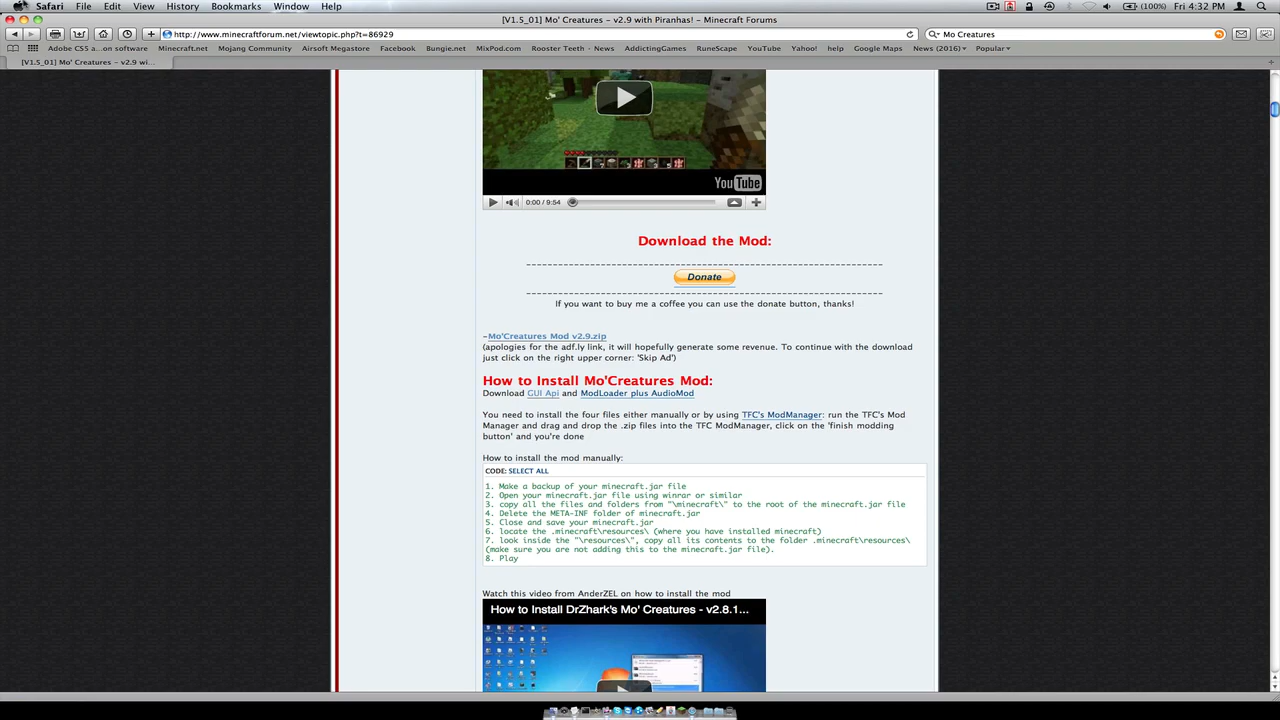 Safari File Edit View History Bookmarks Window Help (100%) Fri 4:32 PM
[V1.5_01] Mo' Creatures - v2.9 with Piranhas! - Minecraft Forums
http://www.minecraftforum.net/viewtopic.php?t=86929 Mo Creatures
Adobe CSS a...on software Minecraft.net Mojang Community Airsoft Megastore Facebook Bungie.net MixPod.com Rooster Teeth - News AddictingGames RuneScape YouTube Yahoo! help Google Maps News (2016) Popular
[V1.5_01] Mo' Creatures - v2.9 wi...
YouTube
0:00 / 9:54
Download the Mod:
Donate
If you want to buy me a coffee you can use the donate button, thanks!
-Mo'Creatures Mod v2.9.zip
(apologies for the adf.ly link, it will hopefully generate some revenue. To continue with the download
just click on the right upper corner: 'Skip Ad')
How to Install Mo'Creatures Mod:
Download GUI Api and ModLoader plus AudioMod
You need to install the four files either manually or by using TFC's ModManager: run the TFC's Mod
Manager and drag and drop the .zip files into the TFC ModManager, click on the 'finish modding
button' and you're done
How to install the mod manually:
CODE: SELECT ALL
1. Make a backup of your minecraft.jar file
2. Open your minecraft.jar file using winrar or similar
3. copy all the files and folders from "\minecraft\" to the root of the minecraft.jar file
4. Delete the META-INF folder of minecraft.jar
5. Close and save your minecraft.jar
6. locate the .minecraft\resources\ (where you have installed minecraft)
7. look inside the "\resources\", copy all its contents to the folder .minecraft\resources\
(make sure you are not adding this to the minecraft.jar file).
8. Play
Watch this video from AnderZEL on how to install the mod
How to Install DrZhark's Mo' Creatures - v2.8.1...